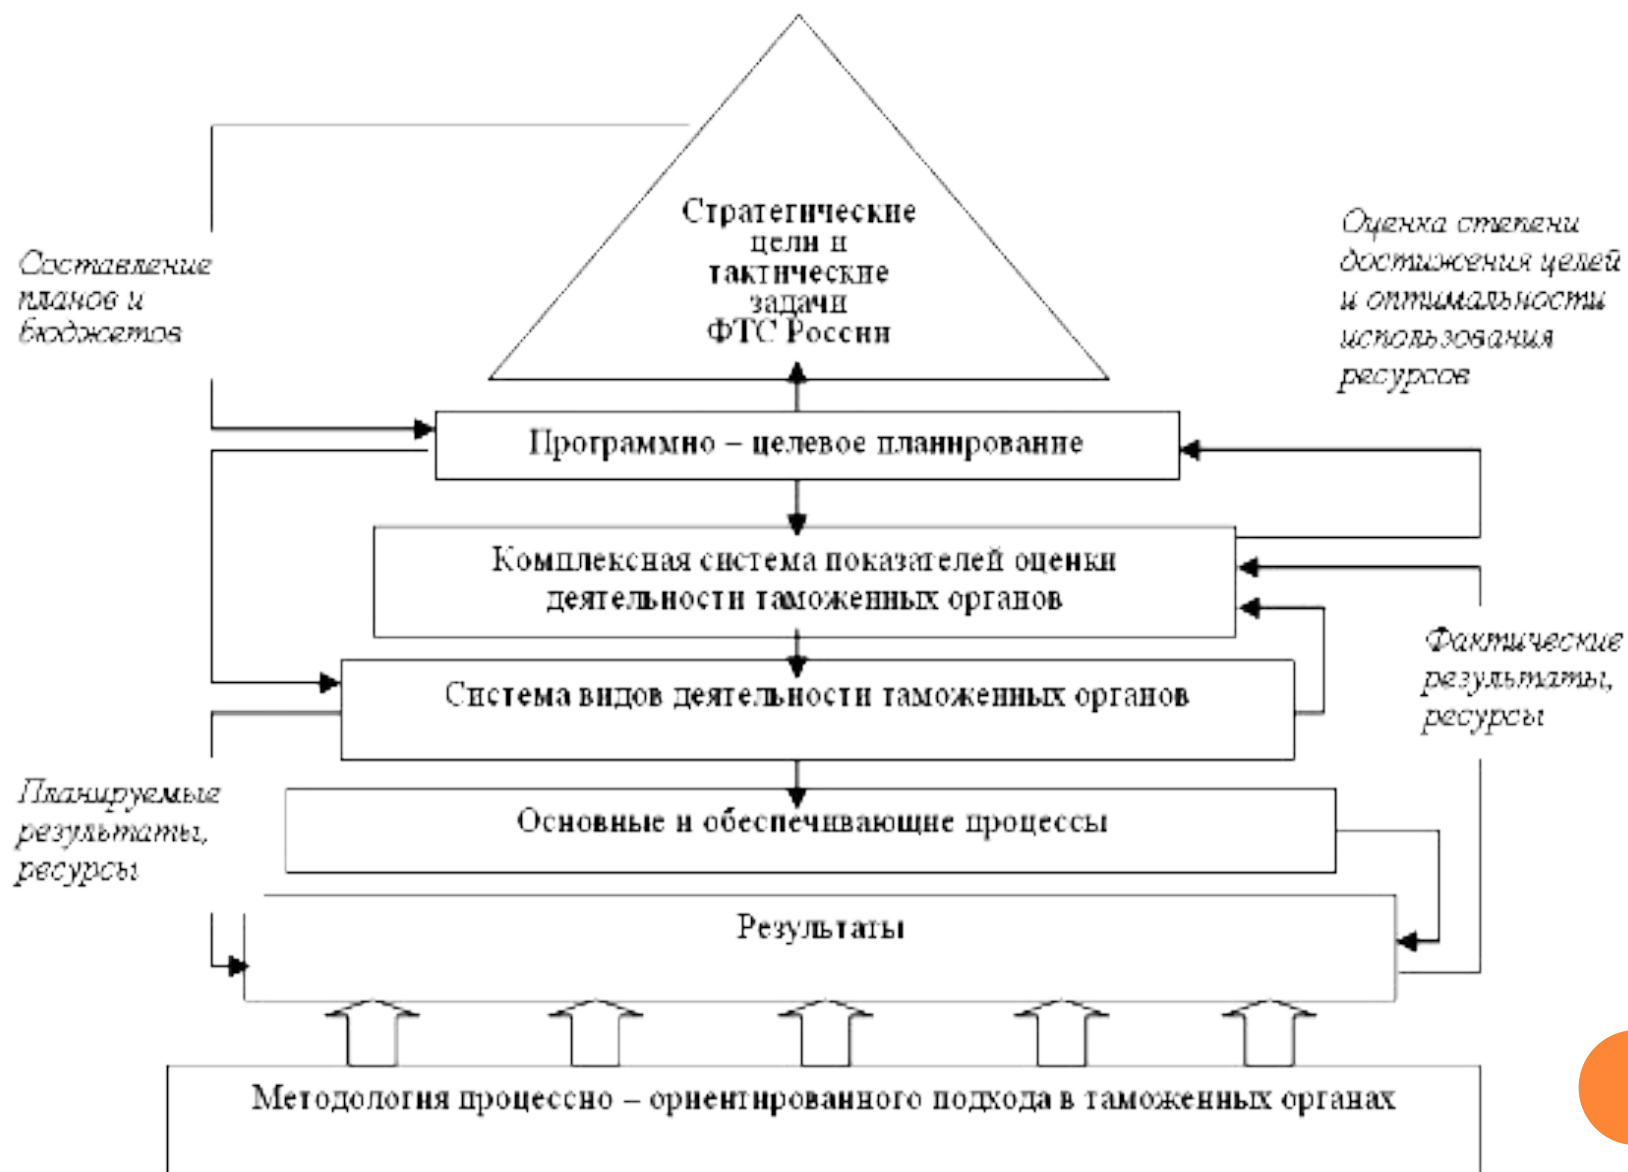 Стратегические
цели и
тактические
задачи
ФТС России
Составление
планов и
бюджетов
Оценка степени
достижения целей
и оптимальности
использования
ресурсов
Программно – целевое планирование
Комплексная система показателей оценки
деятельности таможенных органов
Фактические
результаты,
ресурсы
Система видов деятельности таможенных органов
Планируемые
результаты,
ресурсы
Основные и обеспечивающие процессы
Результаты
Методология процессно – ориентированного подхода в таможенных органах